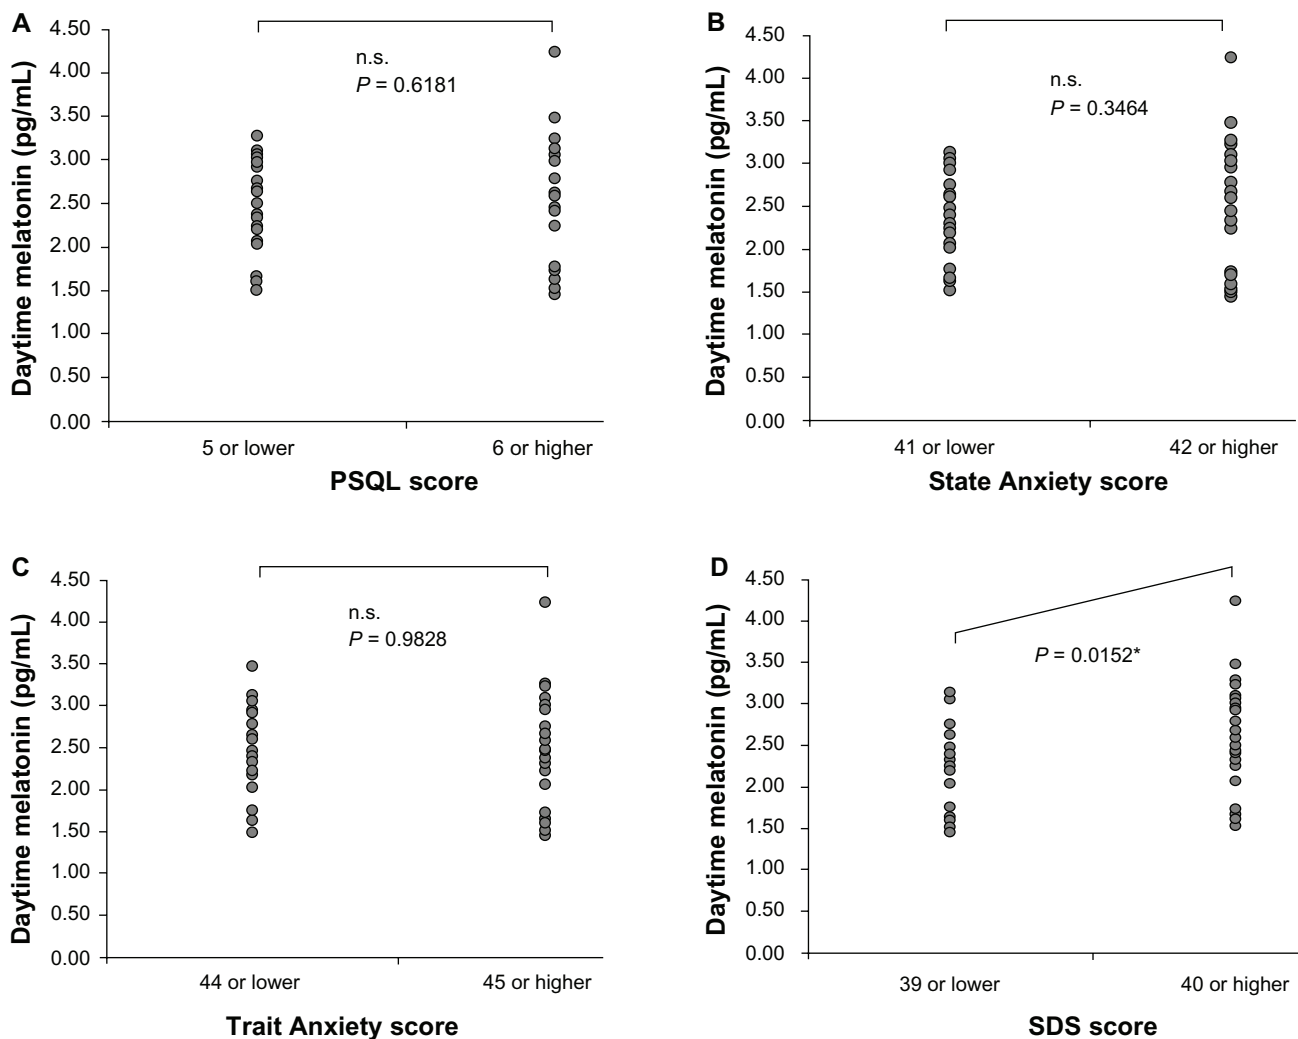 A
Daytime melatonin (pg/mL)
4.50
4.00
3.50
3.00
2.50
2.00
1.50
1.00
0.50
0.00
n.s.
P = 0.6181
5 or lower
6 or higher
PSQL score
B
Daytime melatonin (pg/mL)
4.50
4.00
3.50
3.00
2.50
2.00
1.50
1.00
0.50
0.00
n.s.
P = 0.3464
41 or lower
42 or higher
State Anxiety score
C
Daytime melatonin (pg/mL)
4.50
4.00
3.50
3.00
2.50
2.00
1.50
1.00
0.50
0.00
n.s.
P = 0.9828
44 or lower
45 or higher
Trait Anxiety score
D
Daytime melatonin (pg/mL)
4.50
4.00
3.50
3.00
2.50
2.00
1.50
1.00
0.50
0.00
P = 0.0152*
39 or lower
40 or higher
SDS score